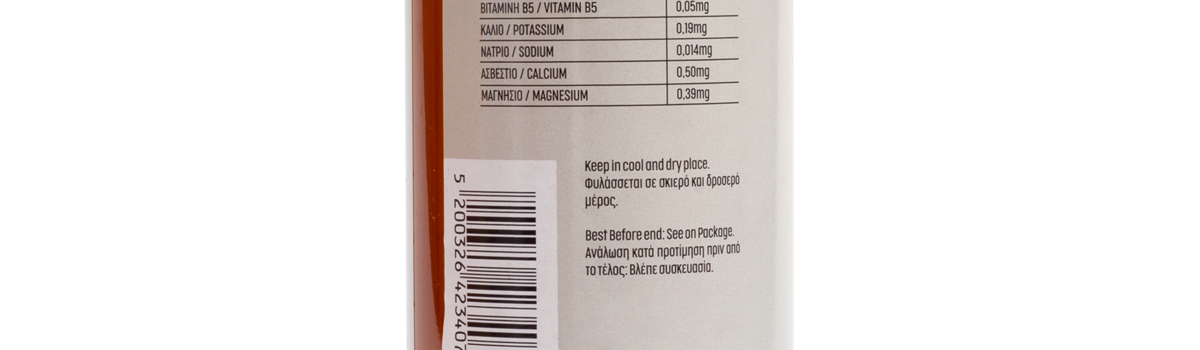 ΒΙΤΑΜΙΝΗ B5 / VITAMIN B5 0,05mg
ΚΑΛΙΟ / POTASSIUM 0,19mg
ΝΑΤΡΙΟ / SODIUM 0,014mg
ΑΣΒΕΣΤΙΟ / CALCIUM 0,50mg
ΜΑΓΝΗΣΙΟ / MAGNESIUM 0,39mg
Keep in cool and dry place.
Φυλάσσεται σε σκιερό και δροσερό
μέρος.
Best Before end: See on Package.
Ανάλωση κατά προτίμηση πριν από
το τέλος: Βλέπε συσκευασία.
5 200326 423407